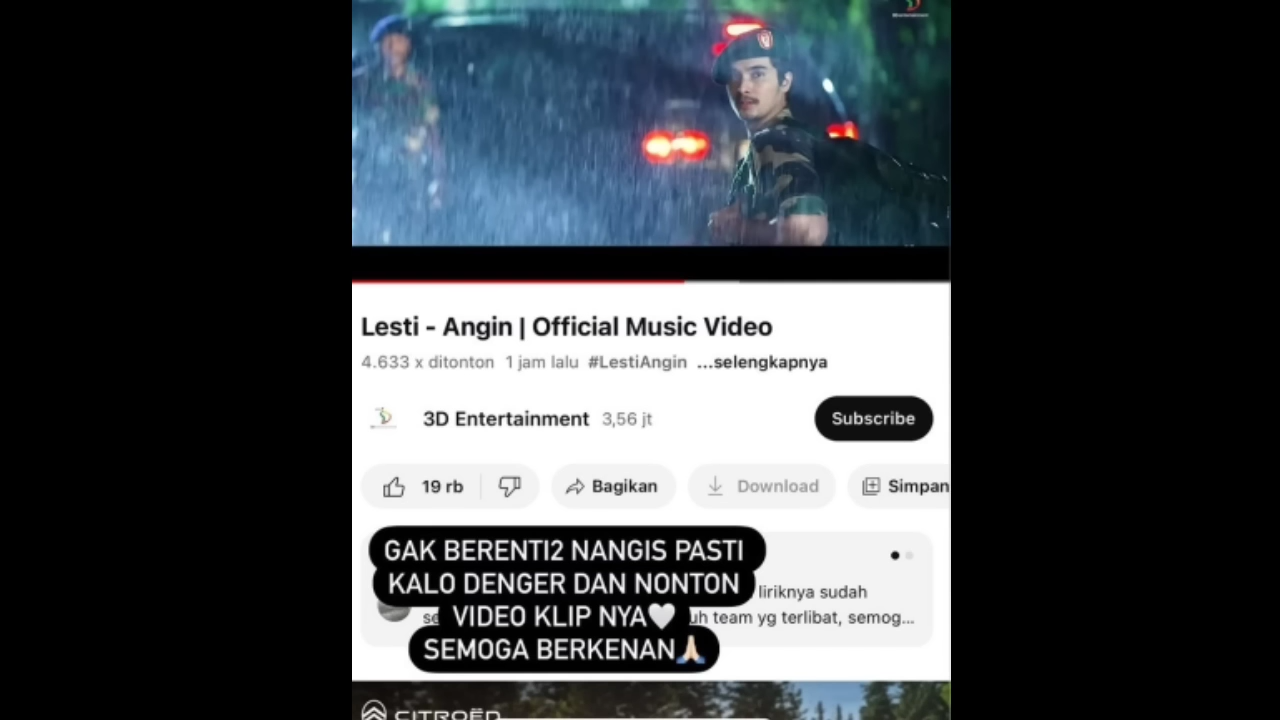 Lesti - Angin | Official Music Video
4.633 x ditonton 1 jam lalu #LestiAngin ...selengkapnya
3D Entertainment 3,56 jt
Subscribe
19 rb
Bagikan
Download
Simpan
GAK BERENTI2 NANGIS PASTI
KALO DENGER DAN NONTON
liriknya sudah
VIDEO KLIP NYA🤍
team yg terlibat, semog...
SEMOGA BERKENAN🙏🏻
CITROËN